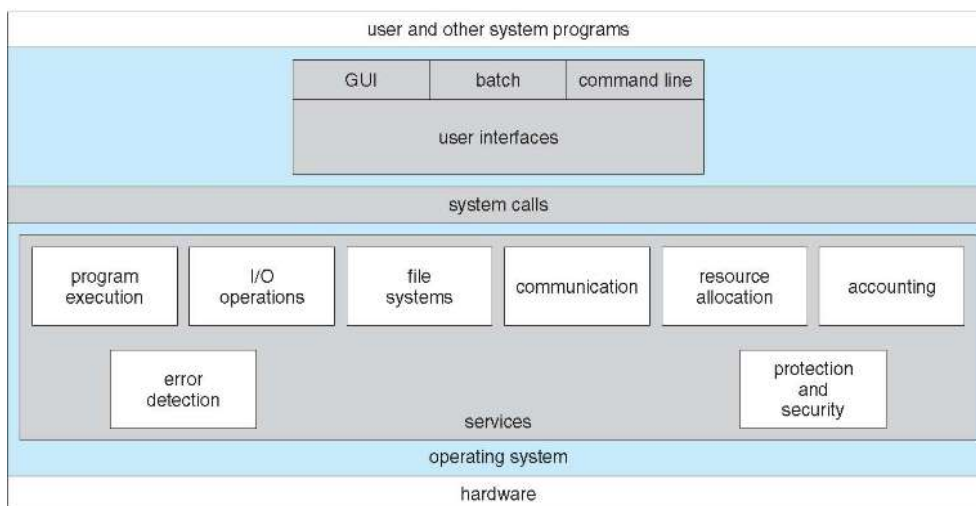 user and other system programs
GUI
batch
command line
user interfaces
system calls
program
execution
I/O
operations
file
systems
communication
resource
allocation
accounting
error
detection
protection
and
security
services
operating system
hardware